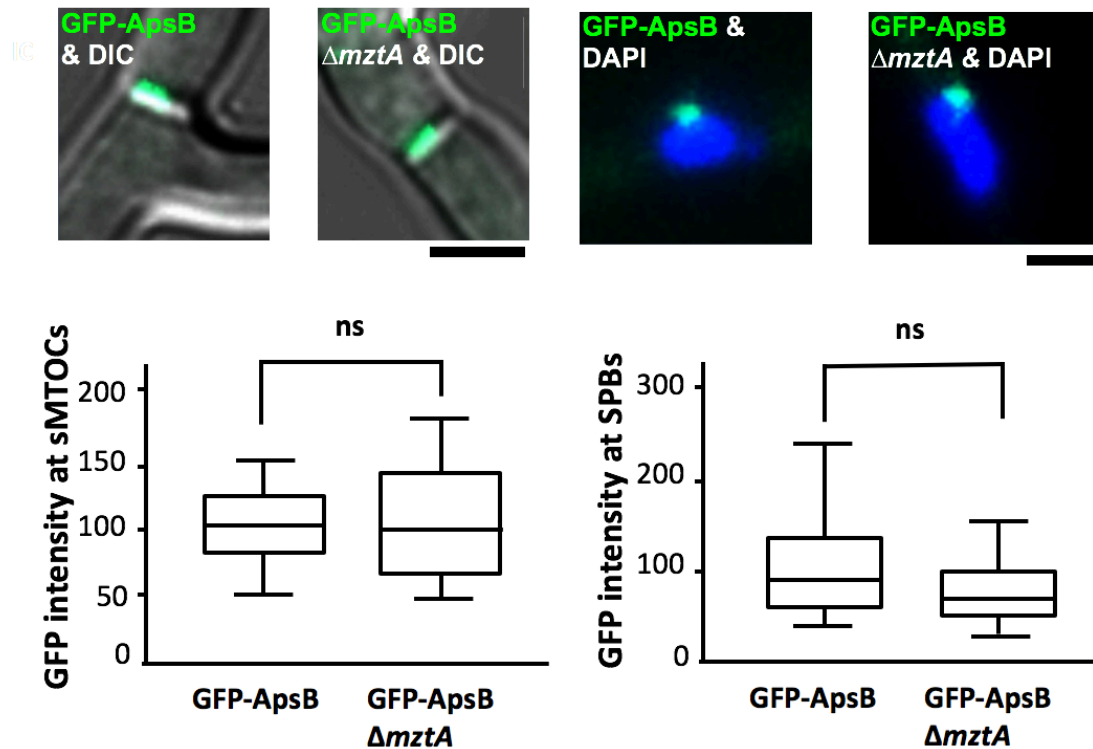 GFP-ApsB
& DIC
GFP-ApsB
ΔmztA & DIC
GFP-ApsB &
DAPI
GFP-ApsB
ΔmztA & DAPI
GFP intensity at sMTOCs
ns
200
150
100
50
0
GFP-ApsB
GFP-ApsB
ΔmztA
GFP intensity at SPBs
ns
300
200
100
0
GFP-ApsB
GFP-ApsB
ΔmztA